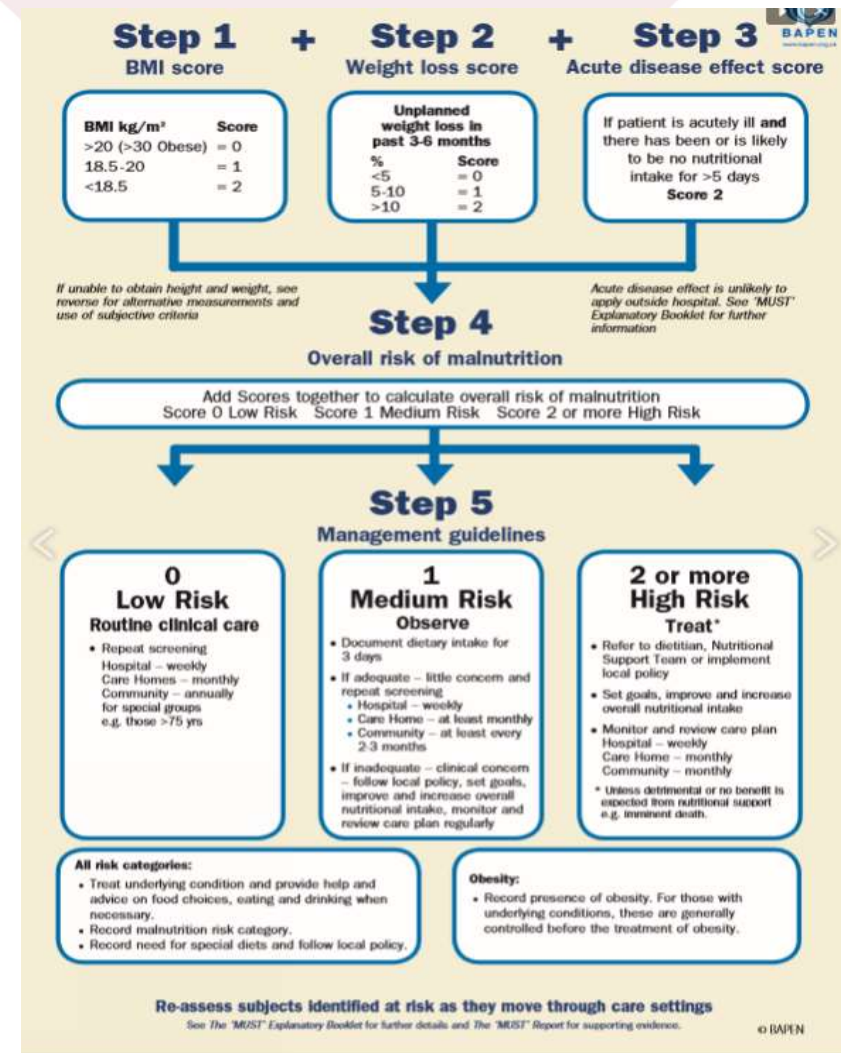 Step 1 + Step 2 + Step 3
BAPEN
BMI score
Weight loss score
Acute disease effect score
BMI kg/m² Score
>20 (>30 Obese) = 0
18.5-20 = 1
<18.5 = 2
Unplanned
weight loss in
past 3-6 months
% Score
<5 = 0
5-10 = 1
>10 = 2
If patient is acutely ill and
there has been or is likely
to be no nutritional
intake for >5 days
Score 2
If unable to obtain height and weight, see
reverse for alternative measurements and
use of subjective criteria
Acute disease effect is unlikely to
apply outside hospital. See 'MUST'
Explanatory Booklet for further
information
Step 4
Overall risk of malnutrition
Add Scores together to calculate overall risk of malnutrition
Score 0 Low Risk Score 1 Medium Risk Score 2 or more High Risk
Step 5
Management guidelines
0
Low Risk
Routine clinical care
• Repeat screening
Hospital – weekly
Care Homes – monthly
Community – annually
for special groups
e.g. those >75 yrs
1
Medium Risk
Observe
• Document dietary intake for
3 days
• If adequate – little concern and
repeat screening
• Hospital – weekly
• Care Home – at least monthly
• Community – at least every
2-3 months
• If inadequate – clinical concern
– follow local policy, set goals,
improve and increase overall
nutritional intake, monitor and
review care plan regularly
2 or more
High Risk
Treat*
• Refer to dietitian, Nutritional
Support Team or implement
local policy
• Set goals, improve and increase
overall nutritional intake
• Monitor and review care plan
Hospital – weekly
Care Home – monthly
Community – monthly
* Unless detrimental or no benefit is
expected from nutritional support
e.g. imminent death.
All risk categories:
• Treat underlying condition and provide help and
advice on food choices, eating and drinking when
necessary.
• Record malnutrition risk category.
• Record need for special diets and follow local policy.
Obesity:
• Record presence of obesity. For those with
underlying conditions, these are generally
controlled before the treatment of obesity.
Re-assess subjects identified at risk as they move through care settings
See The 'MUST' Explanatory Booklet for further details and The 'MUST' Report for supporting evidence.
© BAPEN